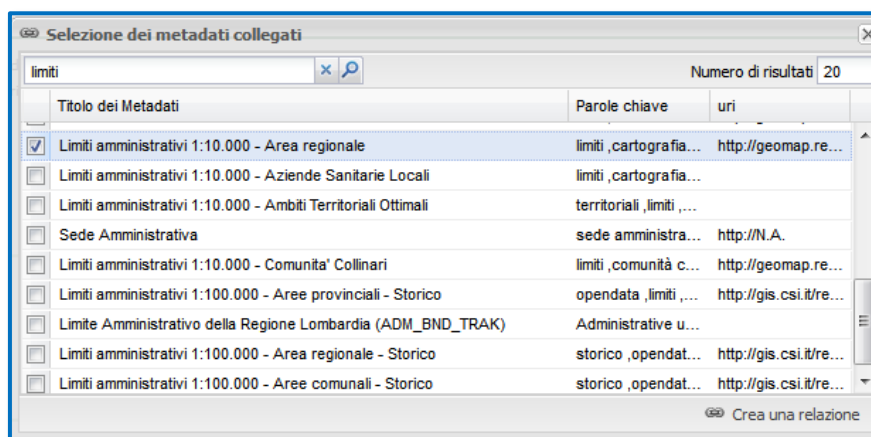 Selezione dei metadati collegati
limiti Numero di risultati 20
Titolo dei Metadati Parole chiave uri
Limiti amministrativi 1:10.000 - Area regionale limiti ,cartografia... http://geomap.re...
Limiti amministrativi 1:10.000 - Aziende Sanitarie Locali limiti ,cartografia...
Limiti amministrativi 1:10.000 - Ambiti Territoriali Ottimali territoriali ,limiti ,...
Sede Amministrativa sede amministra... http://N.A.
Limiti amministrativi 1:10.000 - Comunita' Collinari limiti ,comunità c... http://geomap.re...
Limiti amministrativi 1:100.000 - Aree provinciali - Storico opendata ,limiti ,... http://gis.csi.it/re...
Limite Amministrativo della Regione Lombardia (ADM_BND_TRAK) Administrative u...
Limiti amministrativi 1:100.000 - Area regionale - Storico storico ,opendat... http://gis.csi.it/re...
Limiti amministrativi 1:100.000 - Aree comunali - Storico storico ,opendat... http://gis.csi.it/re...
Crea una relazione